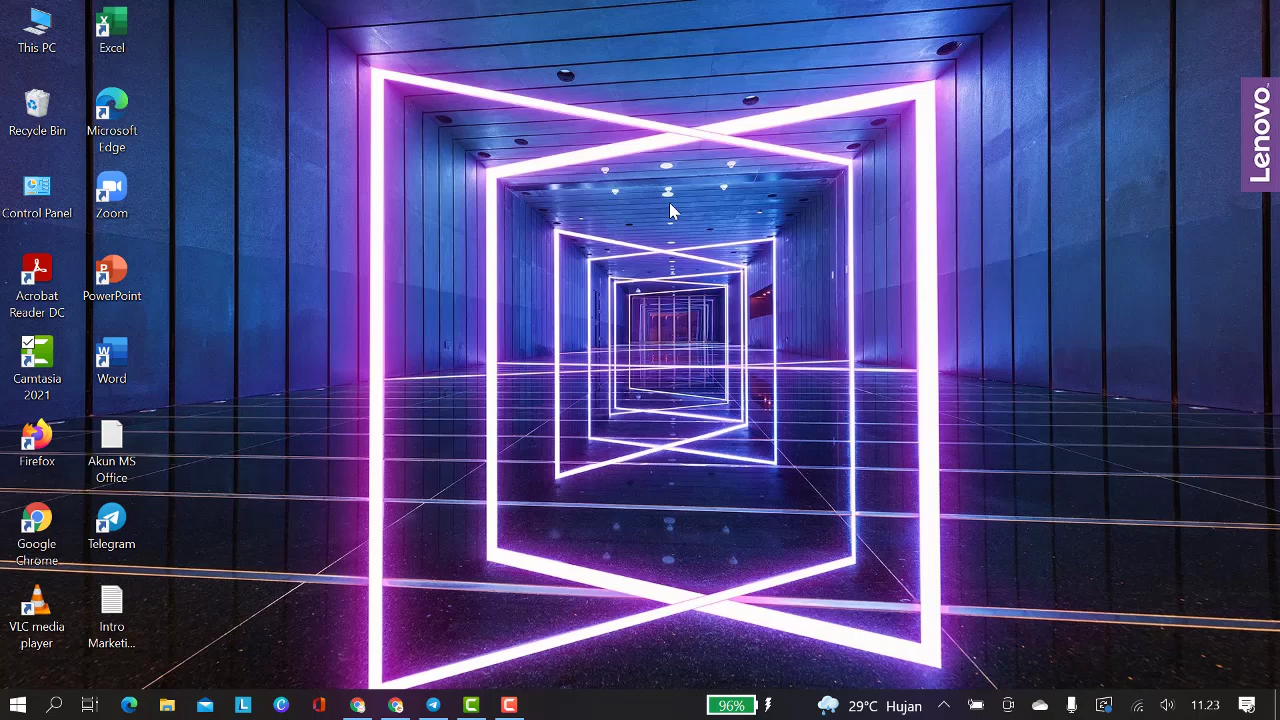 This PC
Excel
Recycle Bin
Microsoft
Edge
Control Panel
Zoom
Acrobat
Reader DC
PowerPoint
Camtasia
2021
Word
Firefox
Akun MS
Office
Google
Chrome
Telegram
VLC media
player
Intro
Marketi...
Lenovo
96%
29°C Hujan
11:23